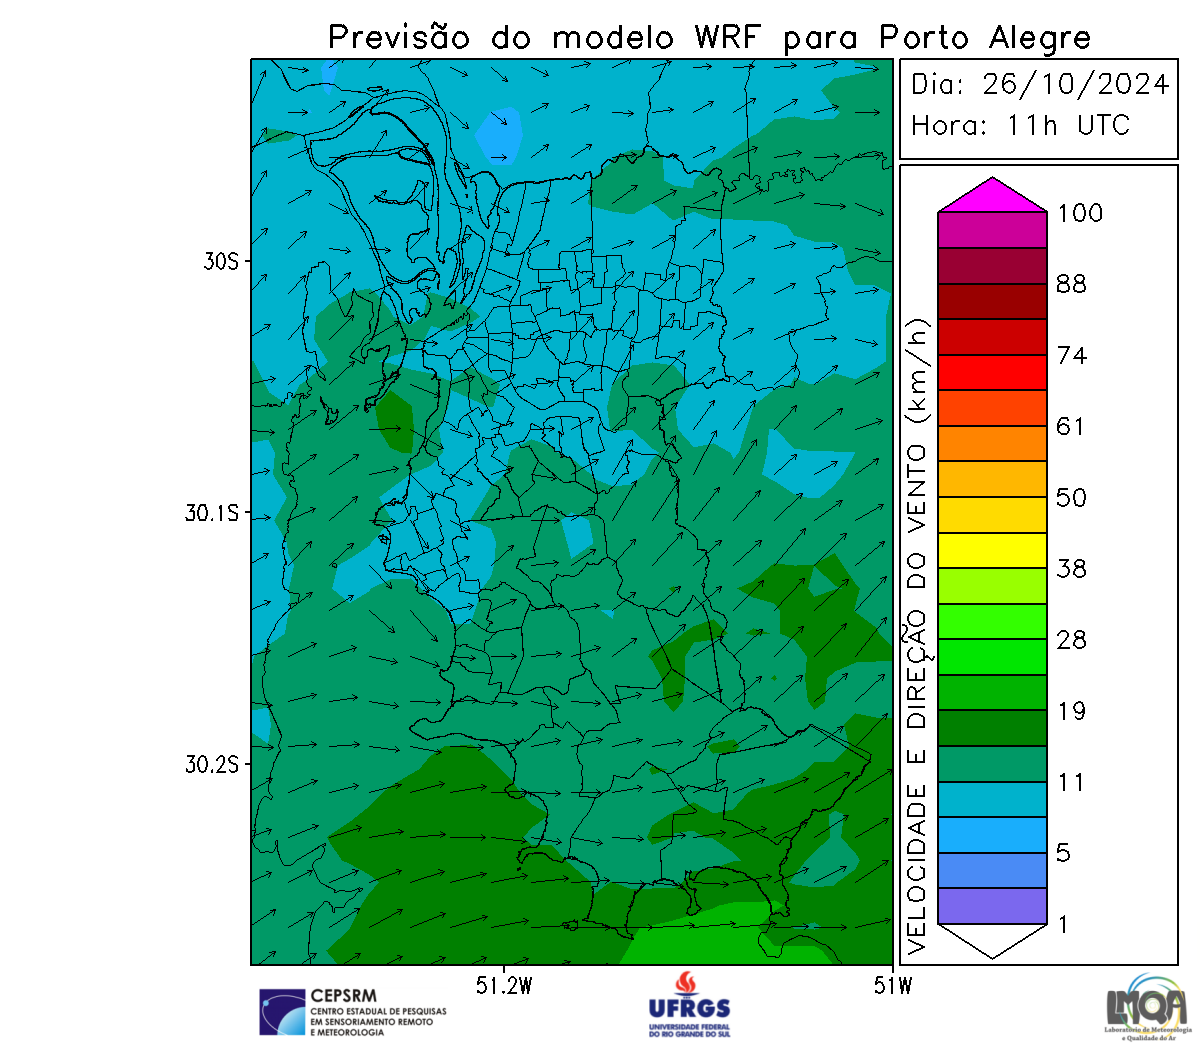 Previsão do modelo WRF para Porto Alegre
Dia: 26/10/2024
Hora: 11h UTC
30S
30.1S
30.2S
51.2W
51W
VELOCIDADE E DIREÇÃO DO VENTO (km/h)
100
88
74
61
50
38
28
19
11
5
1
CEPSRM
CENTRO ESTADUAL DE PESQUISAS
EM SENSORIAMENTO REMOTO
E METEOROLOGIA
UFRGS
UNIVERSIDADE FEDERAL
DO RIO GRANDE DO SUL
LMQA
Laboratório de Meteorologia
e Qualidade do Ar